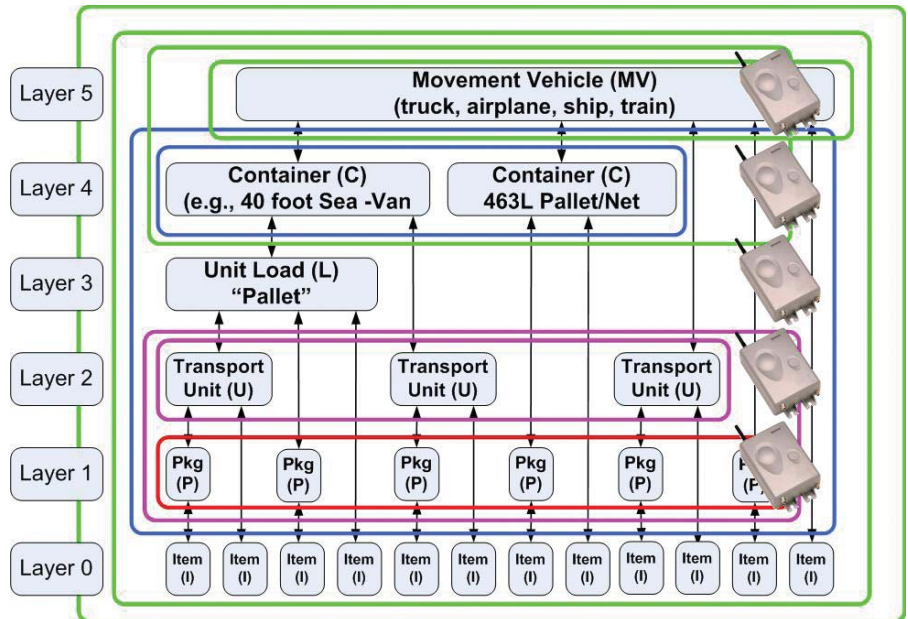 Layer 5
Movement Vehicle (MV)
(truck, airplane, ship, train)
Layer 4
Container (C)
(e.g., 40 foot Sea -Van
Container (C)
463L Pallet/Net
Layer 3
Unit Load (L)
“Pallet”
Layer 2
Transport
Unit (U)
Transport
Unit (U)
Transport
Unit (U)
Layer 1
Pkg
(P)
Pkg
(P)
Pkg
(P)
Pkg
(P)
Pkg
(P)
P)
Layer 0
Item
(I)
Item
(I)
Item
(I)
Item
(I)
Item
(I)
Item
(I)
Item
(I)
Item
(I)
Item
(I)
Item
(I)
Item
(I)
Item
(I)